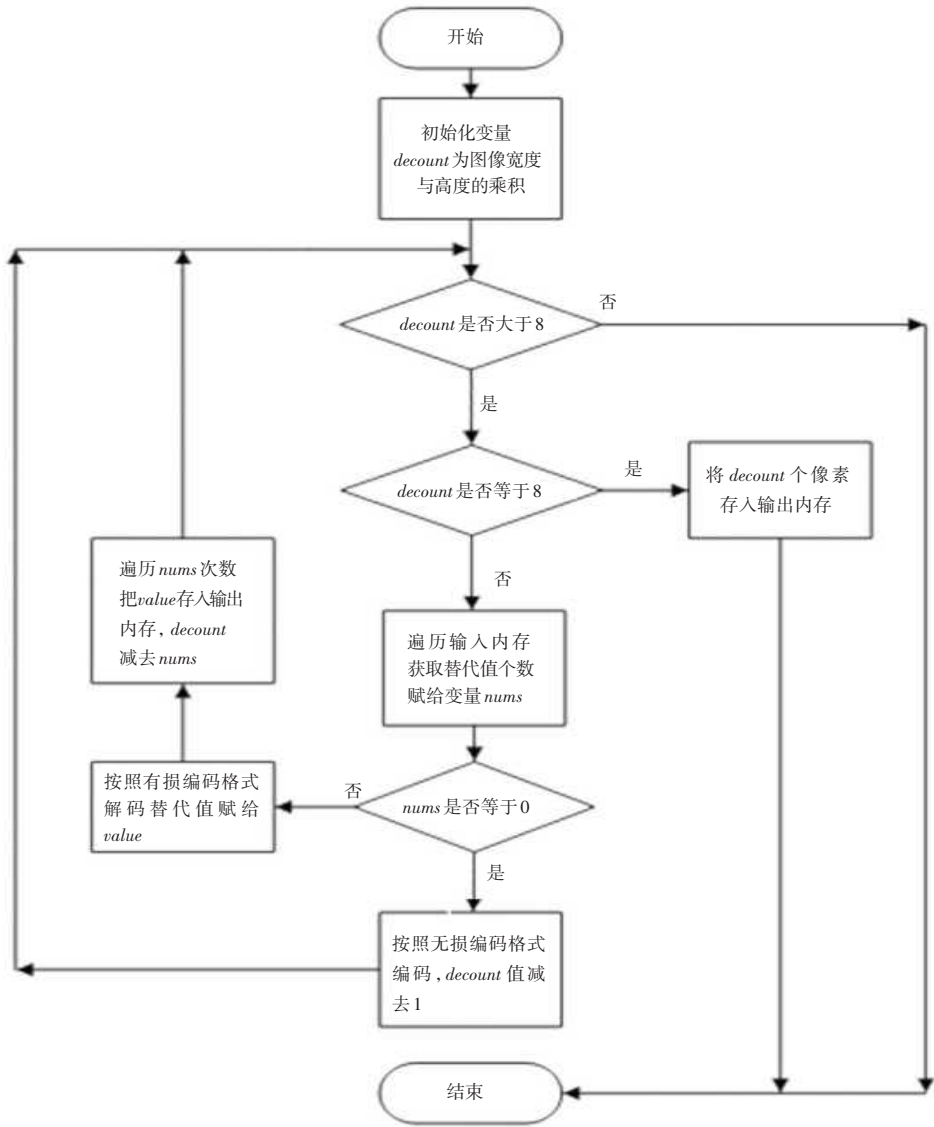 开始
初始化变量
decount为图像宽度
与高度的乘积
decount是否大于8
否
是
decount是否等于8
是
将decount个像素
存入输出内存
否
遍历nums次数
把value存入输出
内存，decount
减去nums
遍历输入内存
获取替代值个数
赋给变量nums
按照有损编码格式
解码替代值赋给
value
否
nums是否等于0
是
按照无损编码格式
编码，decount值减
去1
结束